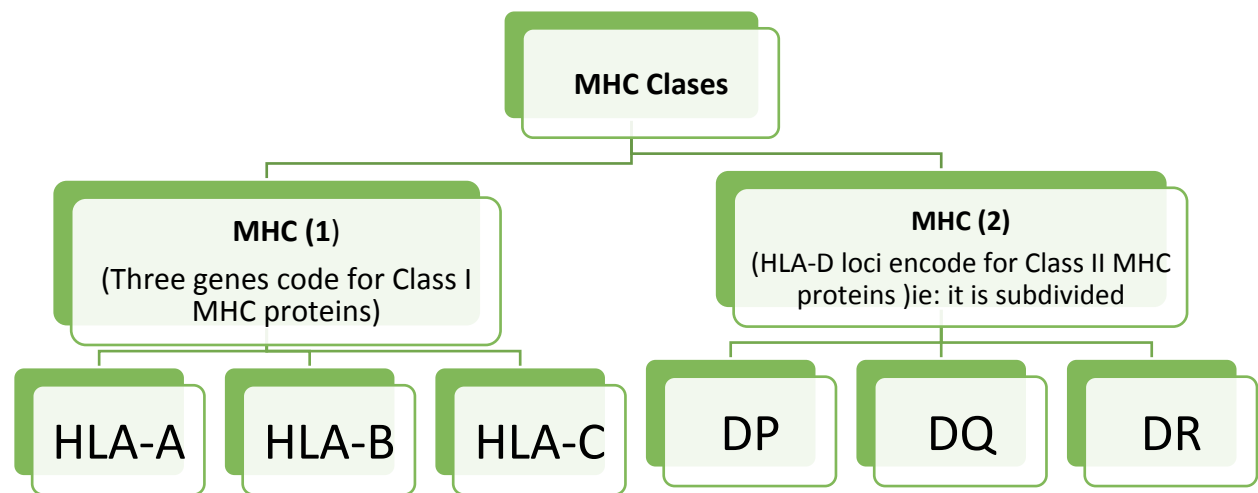 MHC Clases
MHC (1)
(Three genes code for Class I
MHC proteins)
MHC (2)
(HLA-D loci encode for Class II MHC
proteins )ie: it is subdivided
HLA-A
HLA-B
HLA-C
DP
DQ
DR